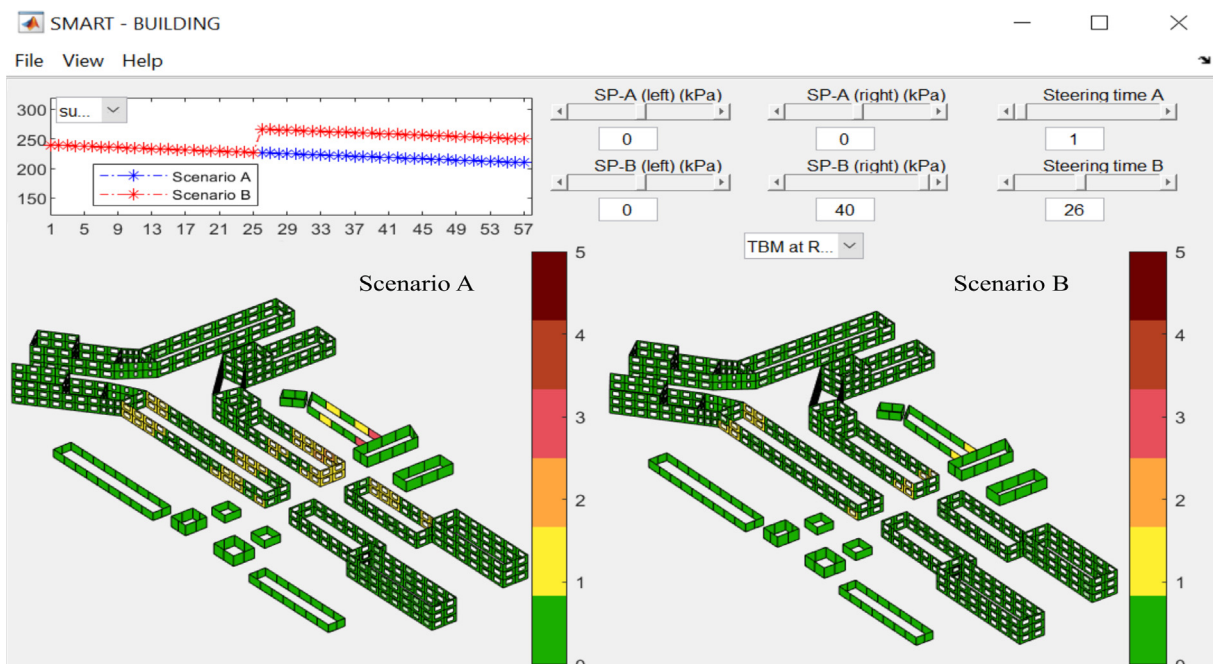 SMART - BUILDING
File View Help
300
250
200
150
su...
Scenario A
Scenario B
1 5 9 13 17 21 25 29 33 37 41 45 49 53 57
SP-A (left) (kPa)
0
SP-A (right) (kPa)
0
Steering time A
1
SP-B (left) (kPa)
0
SP-B (right) (kPa)
40
Steering time B
26
TBM at R...
Scenario A
5
4
3
2
1
0
Scenario B
5
4
3
2
1
0